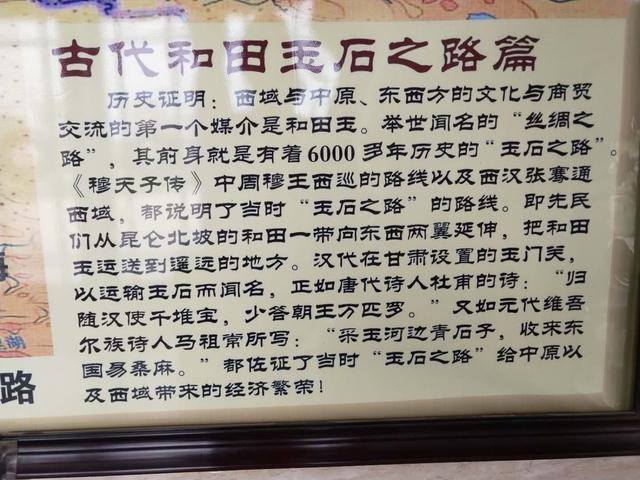 古代和田玉石之路篇
历史证明：西域与中原、东西方的文化与商贸
交流的第一个媒介是和田玉。举世闻名的“丝绸之
路”，其前身就是有着6000多年历史的“玉石之路”。
《穆天子传》中周穆王西巡的路线以及西汉张骞通
西域，都说明了当时“玉石之路”的路线。即先民
们从昆仑北坡的和田一带向东西两翼延伸，把和田
玉运送到遥远的地方。汉代在甘肃设置的玉门关，
以运输玉石而闻名，正如唐代诗人杜甫的诗：“归
随汉使千堆宝，少答朝王万匹罗。”又如元代维吾
尔族诗人马祖常所写：“采玉河边青石子，收来东
国易桑麻。”都佐证了当时“玉石之路”给中原以
及西域带来的经济繁荣！
路